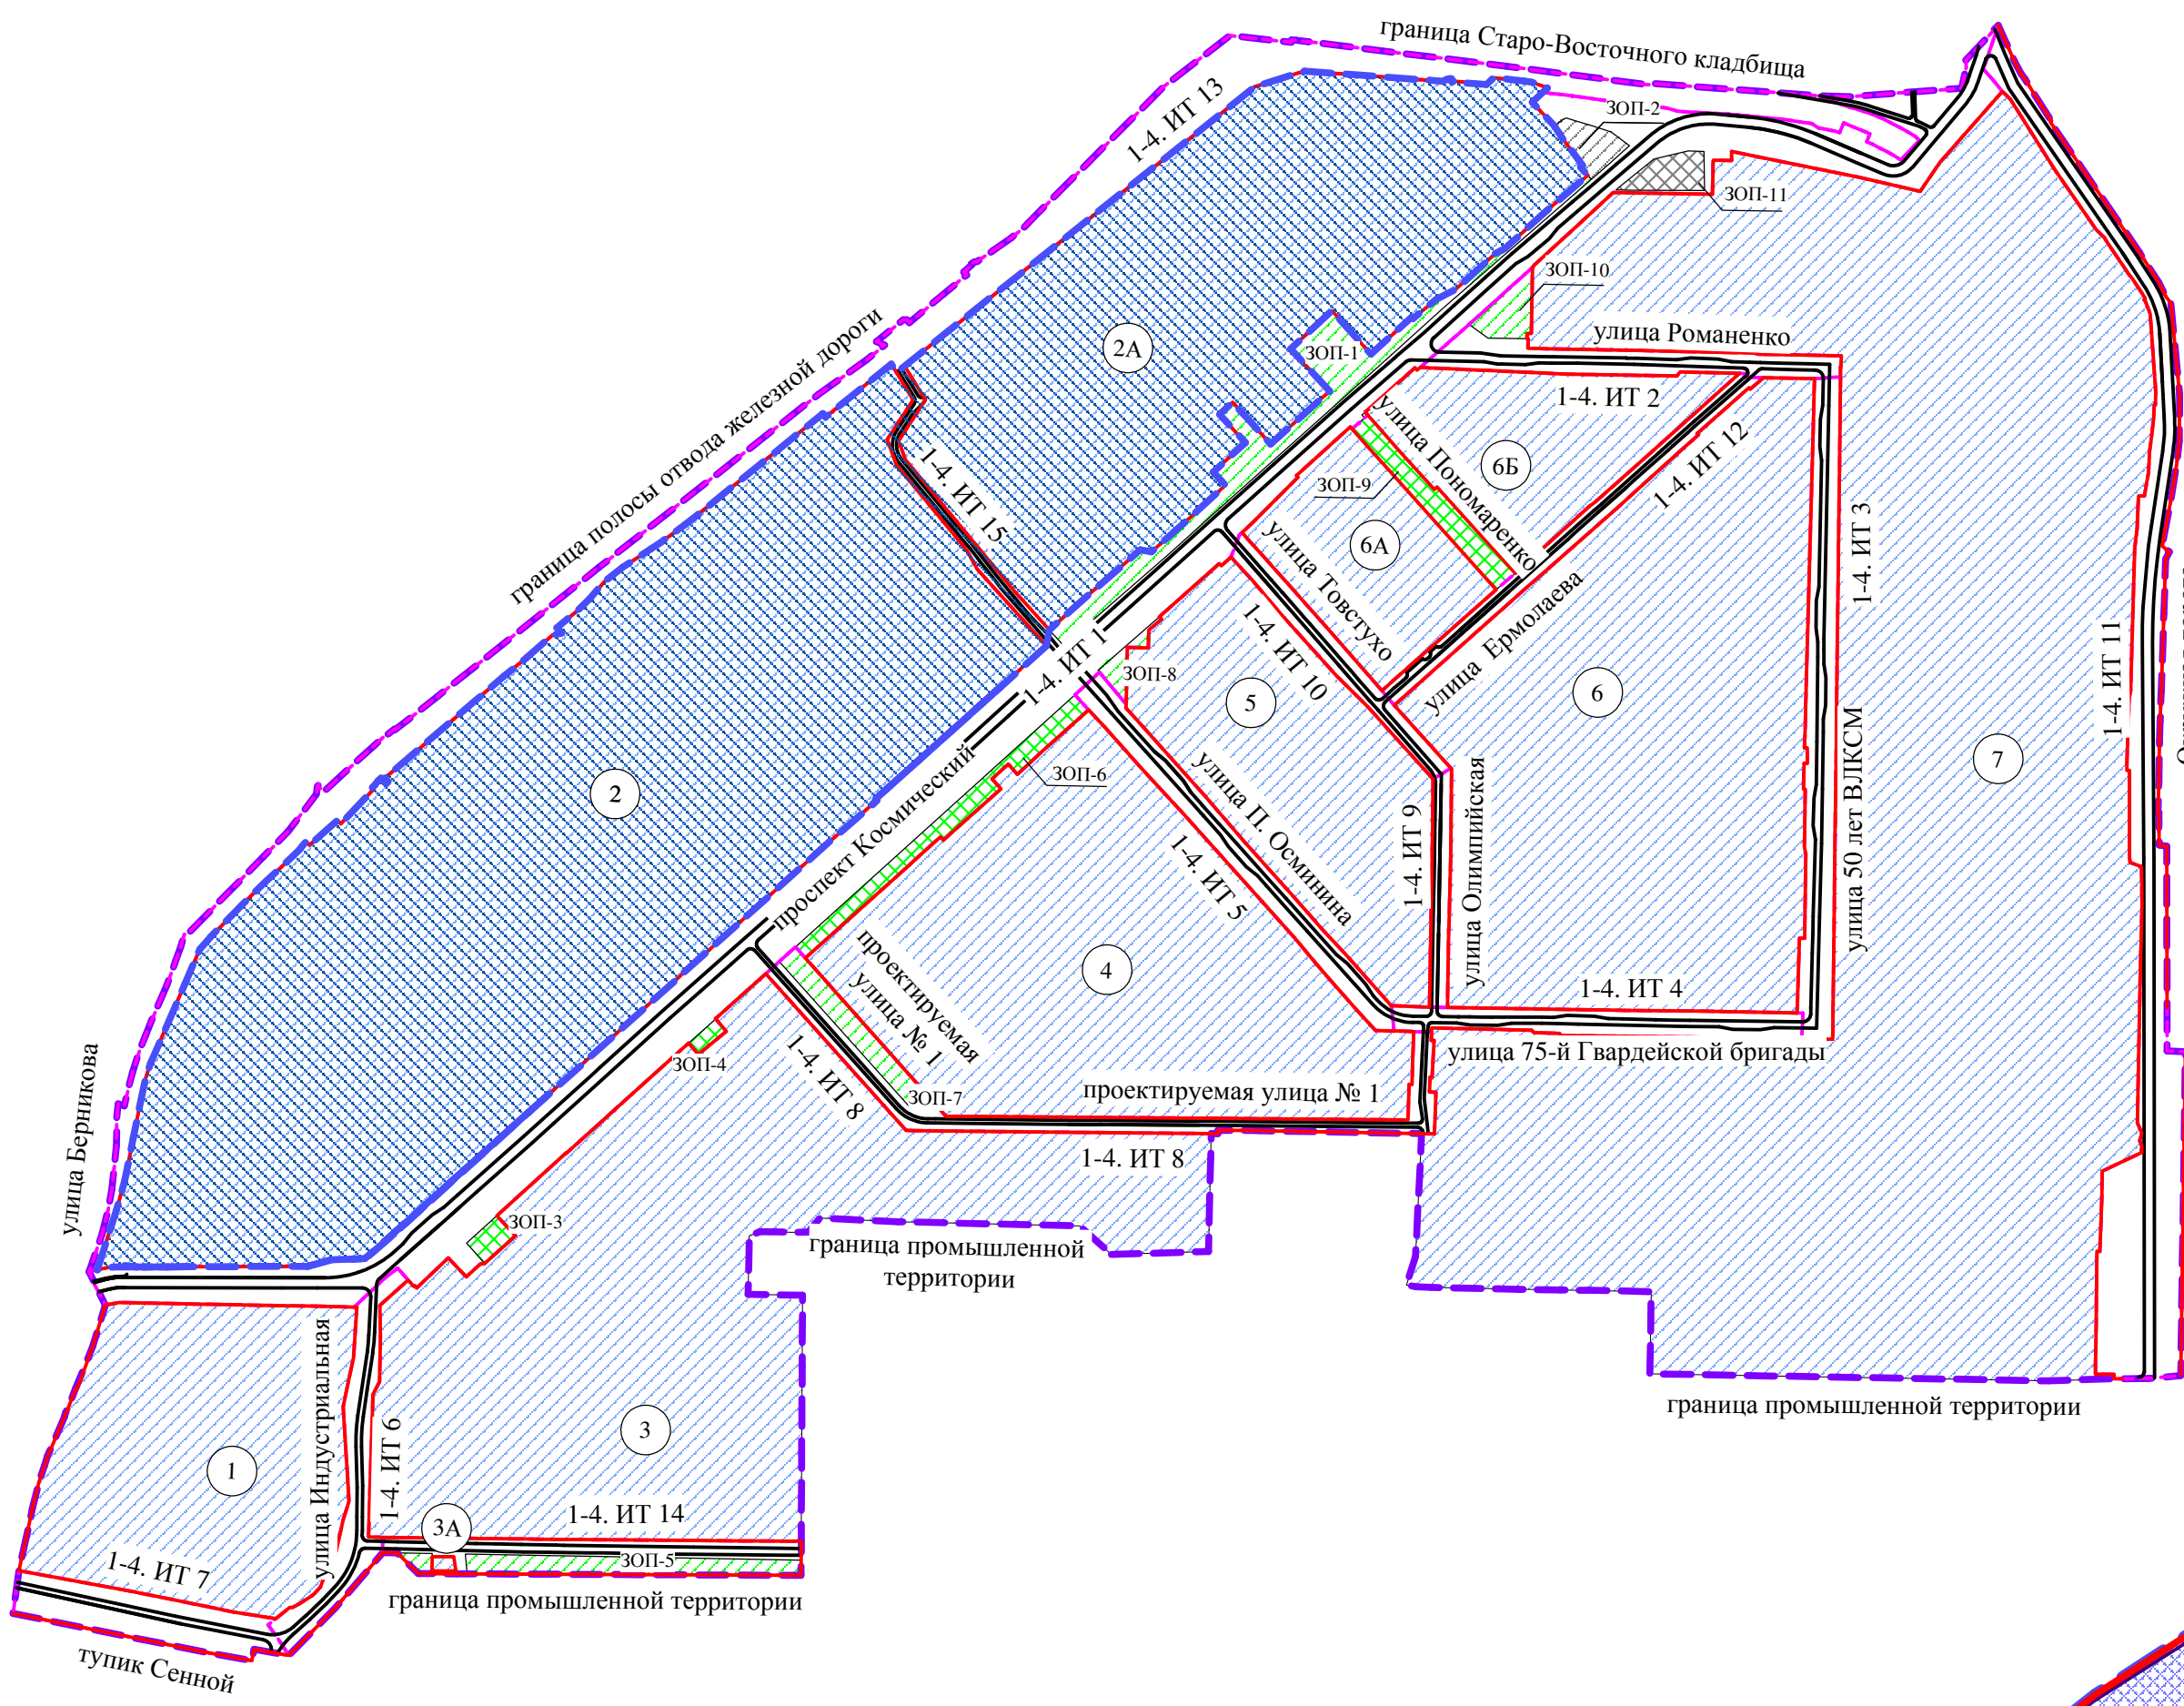 граница Старо-Восточного кладбища
1-4. ИТ 13
ЗОП-2
ЗОП-11
ЗОП-10
улица Романенко
ЗОП-1
2А
1-4. ИТ 2
граница полосы отвода железной дороги
улица Пономаренко
6Б
1-4. ИТ 12
ЗОП-9
1-4. ИТ 15
6А
улица Товстухо
1-4. ИТ 3
улица Ермолаева
1-4. ИТ 1
1-4. ИТ 10
ЗОП-8
5
6
1-4. ИТ 11
7
ЗОП-6
2
проспект Космический
улица П. Осминина
1-4. ИТ 5
1-4. ИТ 9
улица Олимпийская
улица 50 лет ВЛКСМ
4
1-4. ИТ 4
проектируемая
улица № 1
улица 75-й Гвардейской бригады
ЗОП-4
1-4. ИТ 8
ЗОП-7
проектируемая улица № 1
1-4. ИТ 8
улица Берникова
ЗОП-3
граница промышленной
территории
граница промышленной территории
улица Индустриальная
1-4. ИТ 6
3
1
1-4. ИТ 14
3А
ЗОП-5
1-4. ИТ 7
граница промышленной территории
тупик Сенной